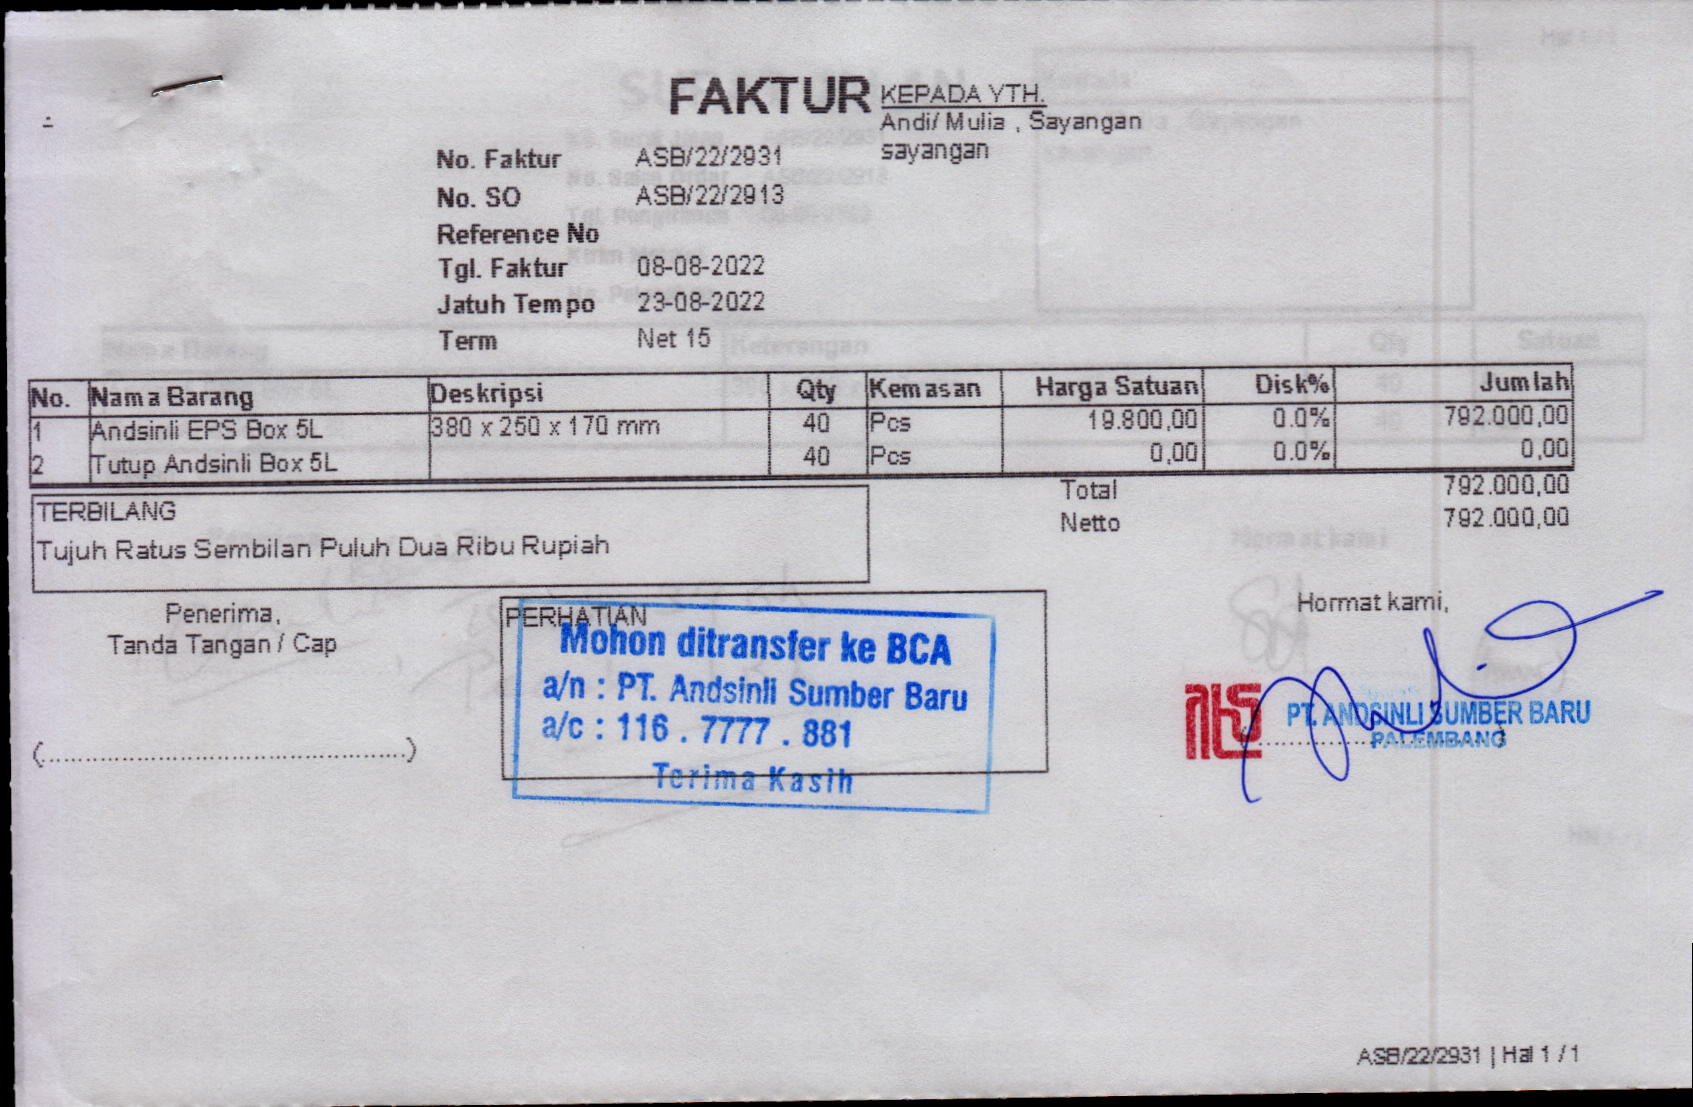 FAKTUR
KEPADA YTH.
Andi/ Mulia , Sayangan
sayangan
No. Faktur ASB/22/2931
No. SO ASB/22/2913
Reference No
Tgl. Faktur 08-08-2022
Jatuh Tempo 23-08-2022
Term Net 15
No. Nama Barang Deskripsi Qty Kemasan Harga Satuan Disk% Jumlah
1 Andsinli EPS Box 5L 380 x 250 x 170 mm 40 Pcs 19.800,00 0.0% 792.000,00
2 Tutup Andsinli Box 5L 40 Pcs 0,00 0.0% 0,00
Total 792.000,00
Netto 792.000,00
TERBILANG
Tujuh Ratus Sembilan Puluh Dua Ribu Rupiah
Penerima,
Tanda Tangan / Cap
(................................................)
PERHATIAN
Mohon ditransfer ke BCA
a/n : PT. Andsinli Sumber Baru
a/c : 116 . 7777 . 881
Terima Kasih
Hormat kami,
PT. ANDSINLI SUMBER BARU
PALEMBANG
ASB/22/2931 | Hal 1 / 1